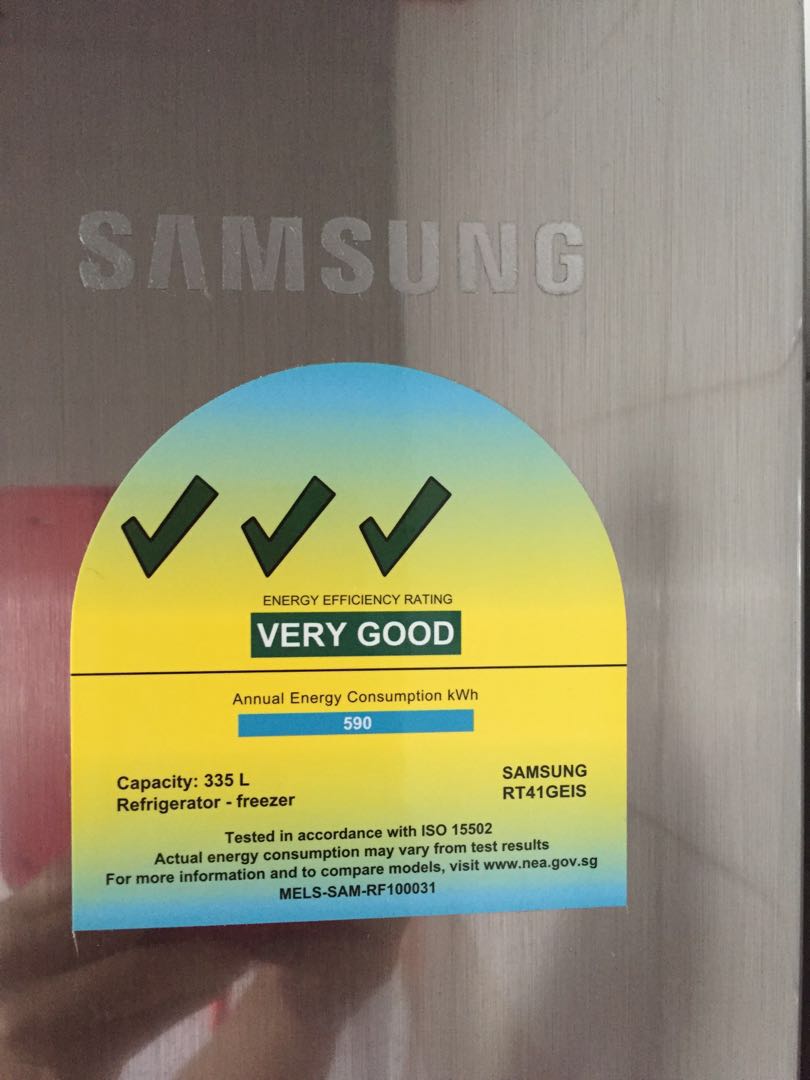 SAMSUNG
ENERGY EFFICIENCY RATING
VERY GOOD
Annual Energy Consumption kWh
590
Capacity: 335 L
Refrigerator - freezer
SAMSUNG
RT41GEIS
Tested in accordance with ISO 15502
Actual energy consumption may vary from test results
For more information and to compare models, visit www.nea.gov.sg
MELS-SAM-RF100031